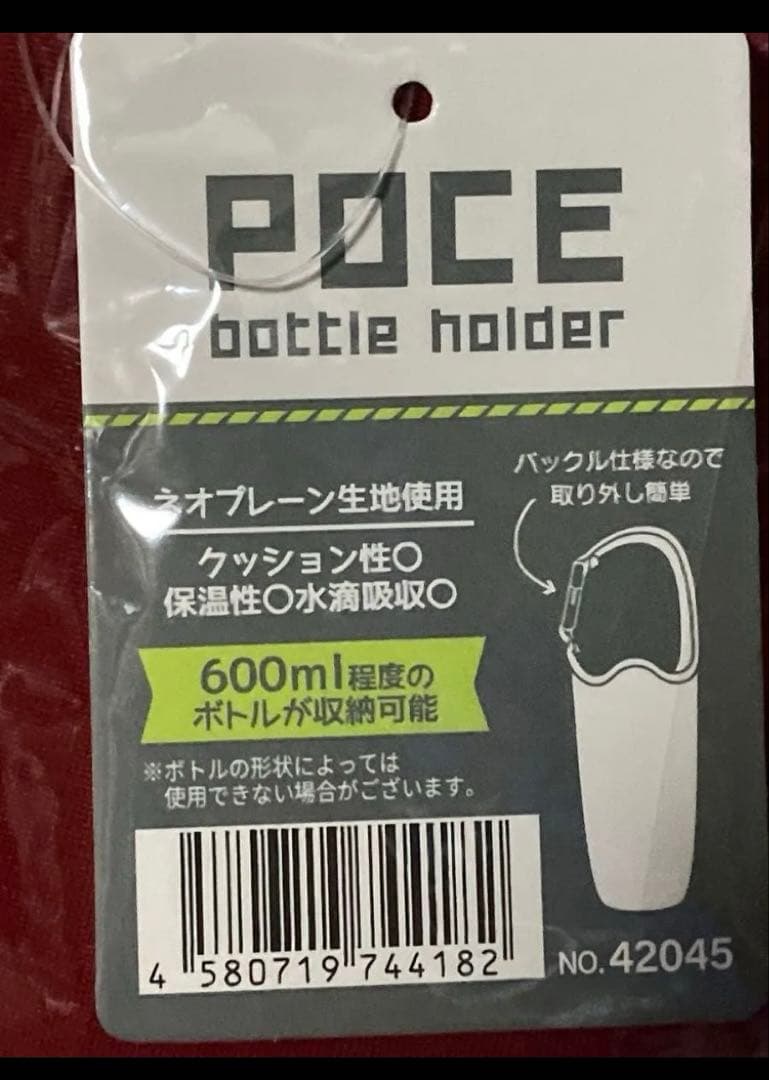 POCE
bottle holder
バックル仕様なので
取り外し簡単
ネオプレーン生地使用
クッション性〇
保温性〇水滴吸収〇
600ml程度の
ボトルが収納可能
※ボトルの形状によっては
使用できない場合がございます。
4 580719 744182
NO.42045